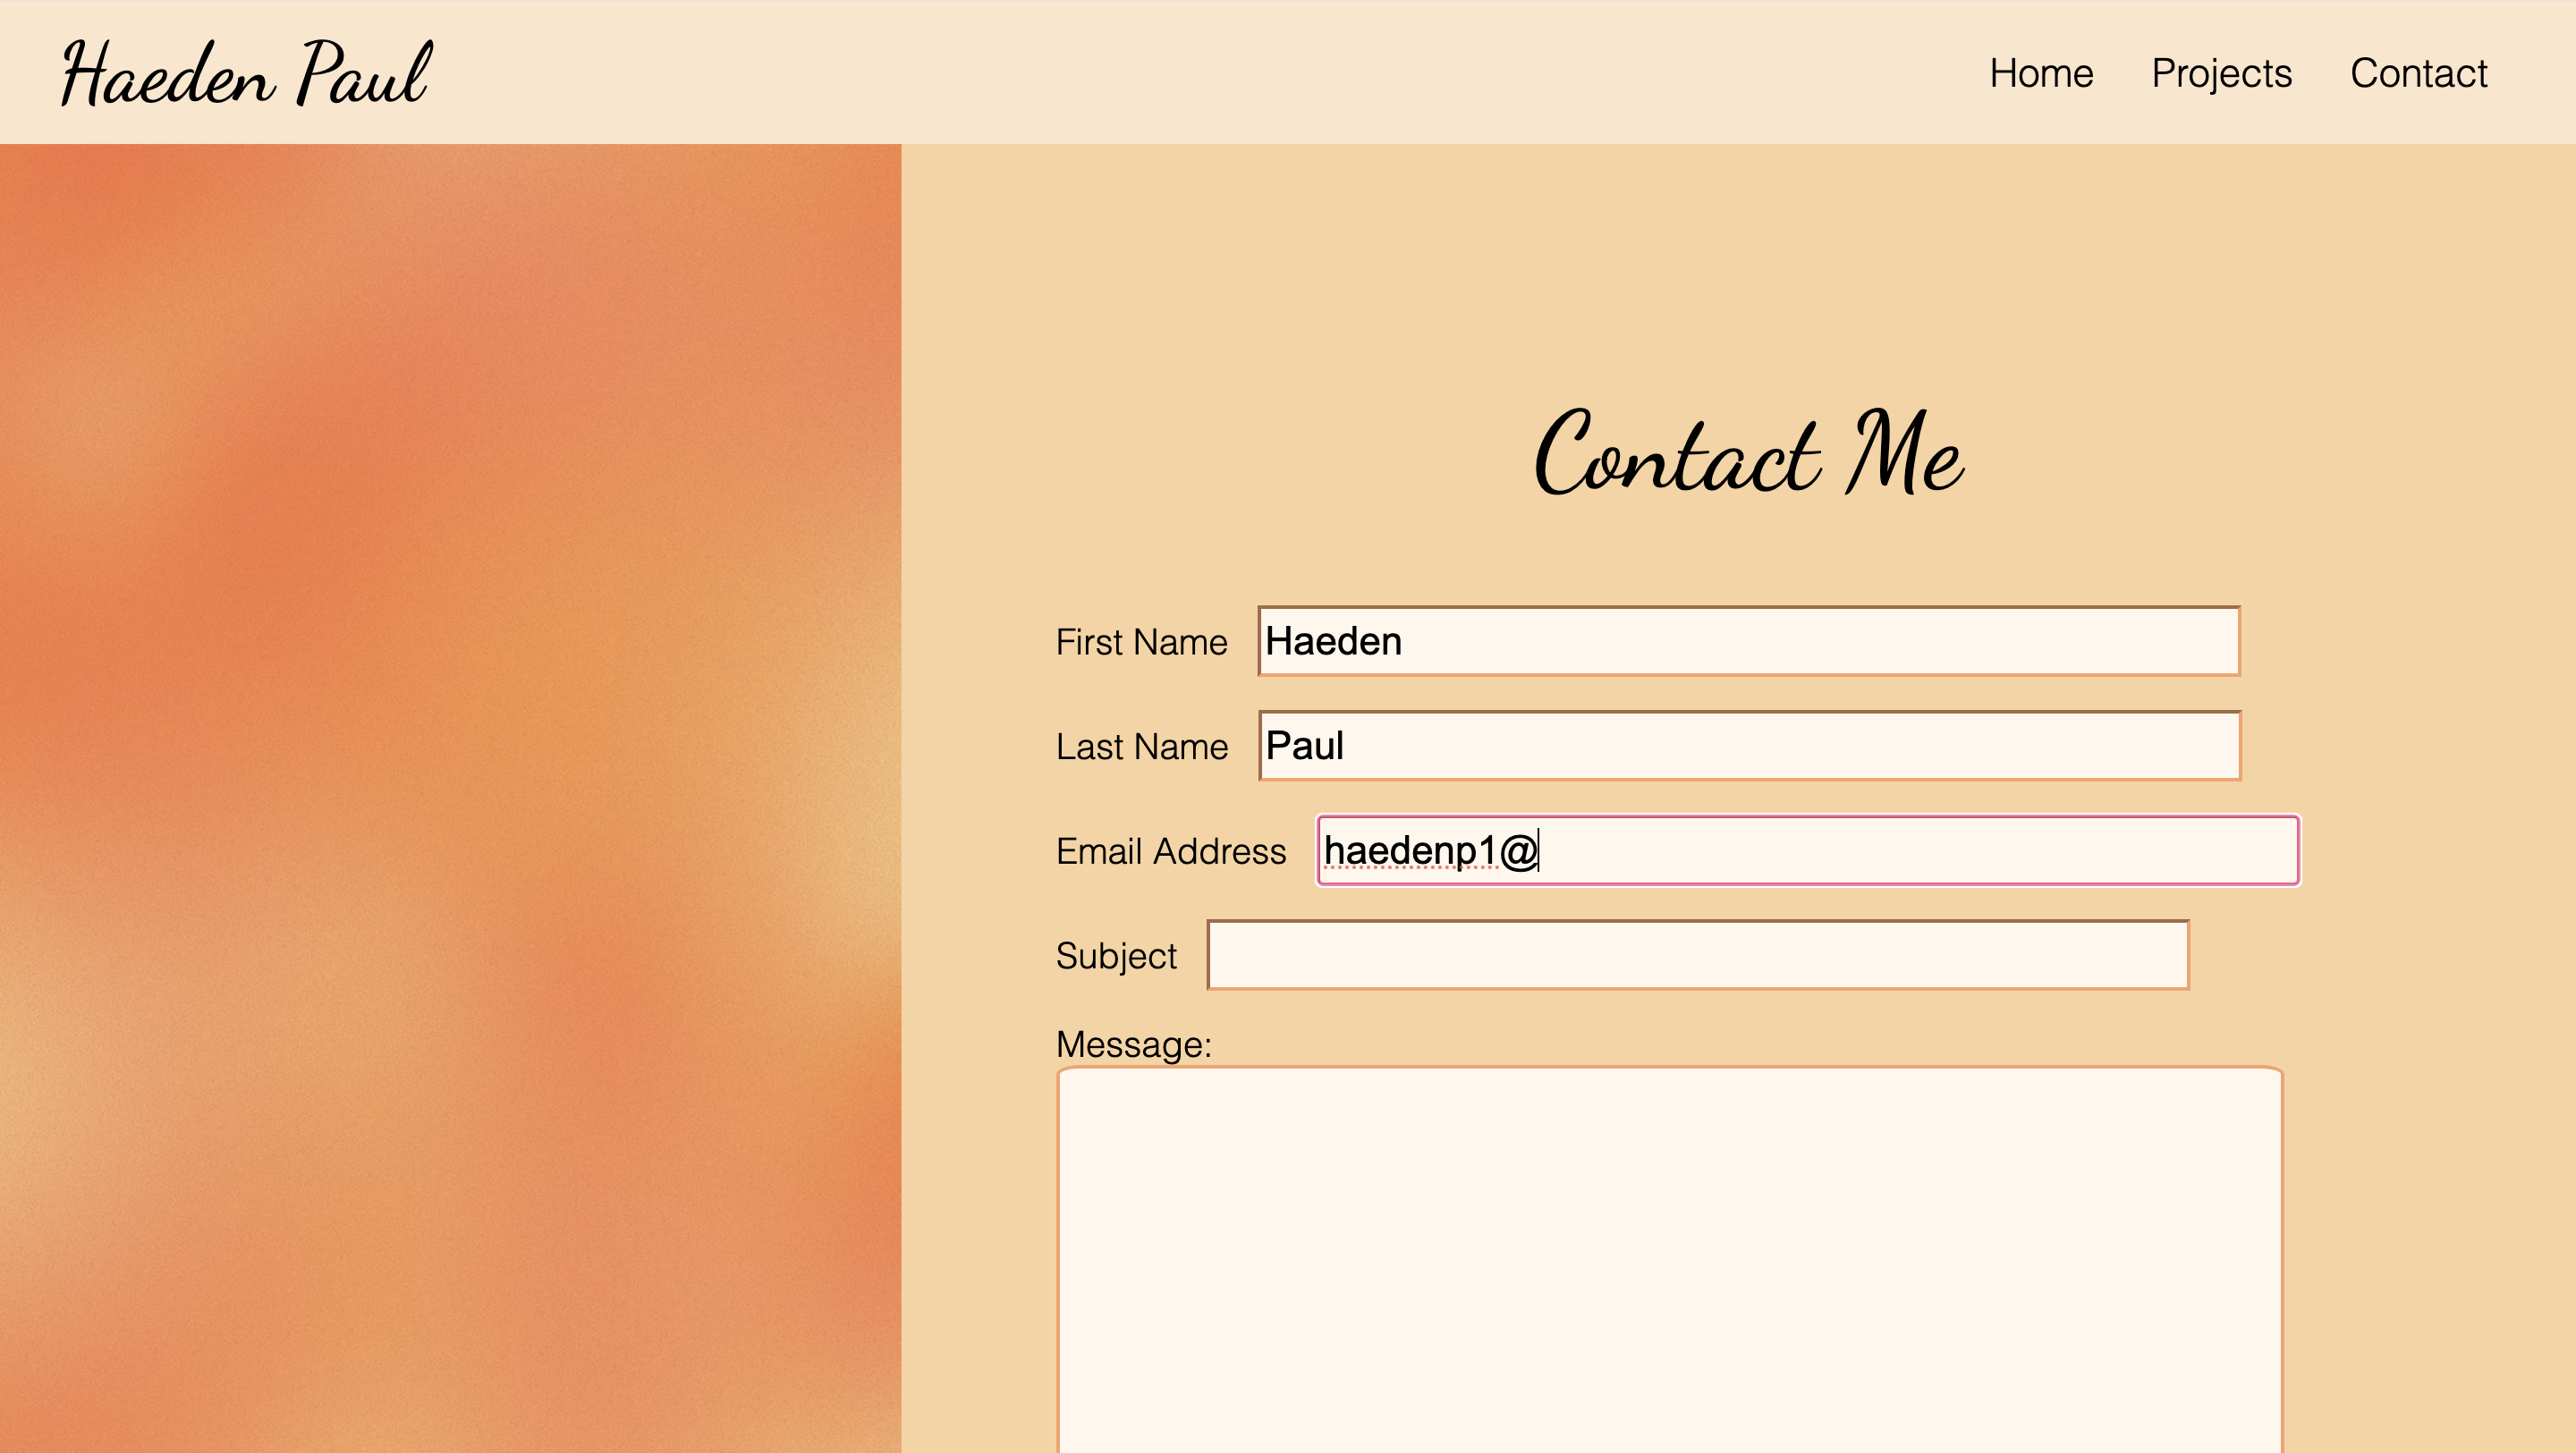 Haeden Paul
Home Projects Contact
Contact Me
First Name Haeden
Last Name Paul
Email Address haedenp1@
Subject
Message: